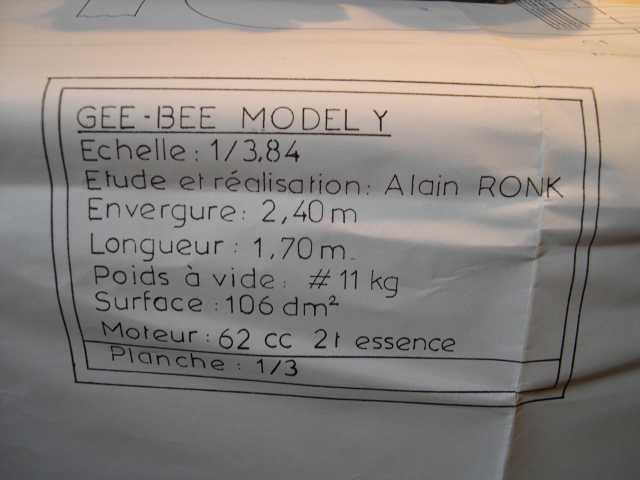 GEE-BEE MODEL Y
Echelle : 1/3,84
Etude et réalisation : Alain RONK
Envergure : 2,40 m
Longueur : 1,70 m.
Poids à vide : # 11 kg
Surface : 106 dm²
Moteur : 62 cc 2t essence
Planche : 1/3